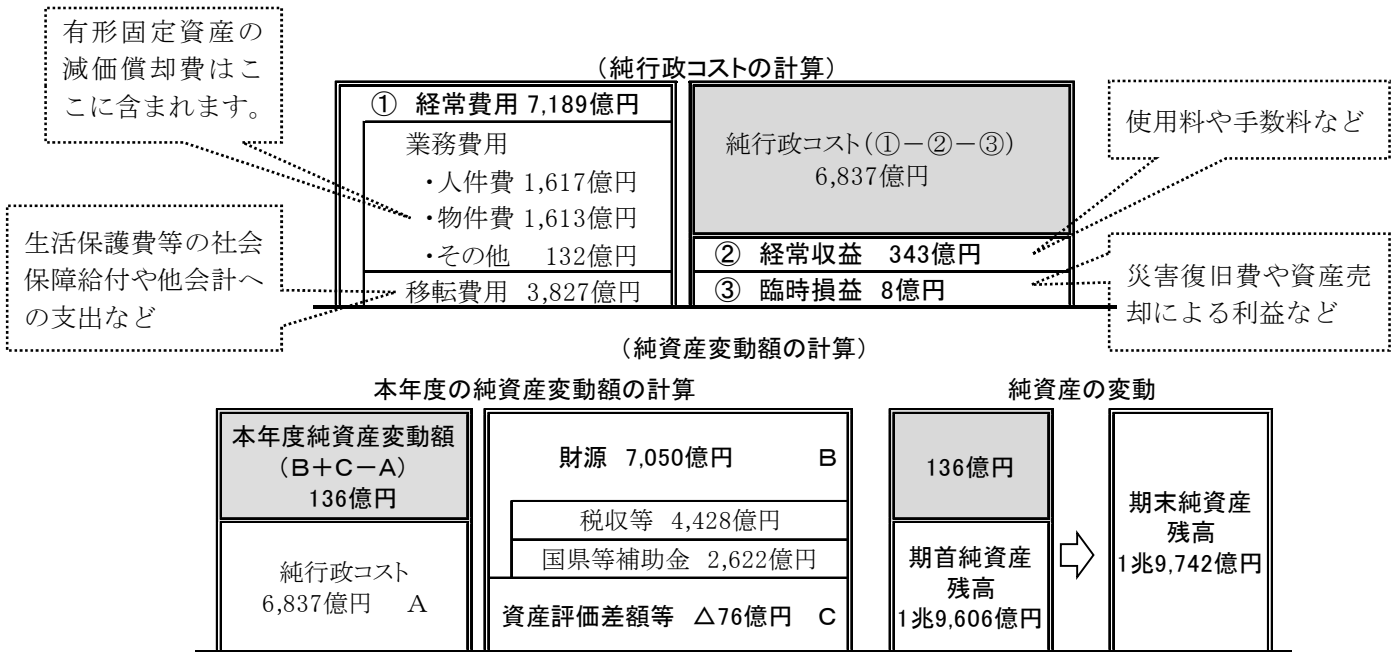 有形固定資産の
減価償却費はこ
こに含まれます。
（純行政コストの計算）
① 経常費用 7,189億円
業務費用
・人件費 1,617億円
・物件費 1,613億円
・その他 132億円
移転費用 3,827億円
純行政コスト（①－②－③）
6,837億円
② 経常収益 343億円
③ 臨時損益 8億円
使用料や手数料など
生活保護費等の社会
保障給付や他会計へ
の支出など
災害復旧費や資産売
却による利益など
（純資産変動額の計算）
本年度の純資産変動額の計算
本年度純資産変動額
（B＋C－A）
136億円
純行政コスト
6,837億円 A
財源 7,050億円 B
税収等 4,428億円
国県等補助金 2,622億円
資産評価差額等 △76億円 C
純資産の変動
136億円
期首純資産
残高
1兆9,606億円
期末純資産
残高
1兆9,742億円